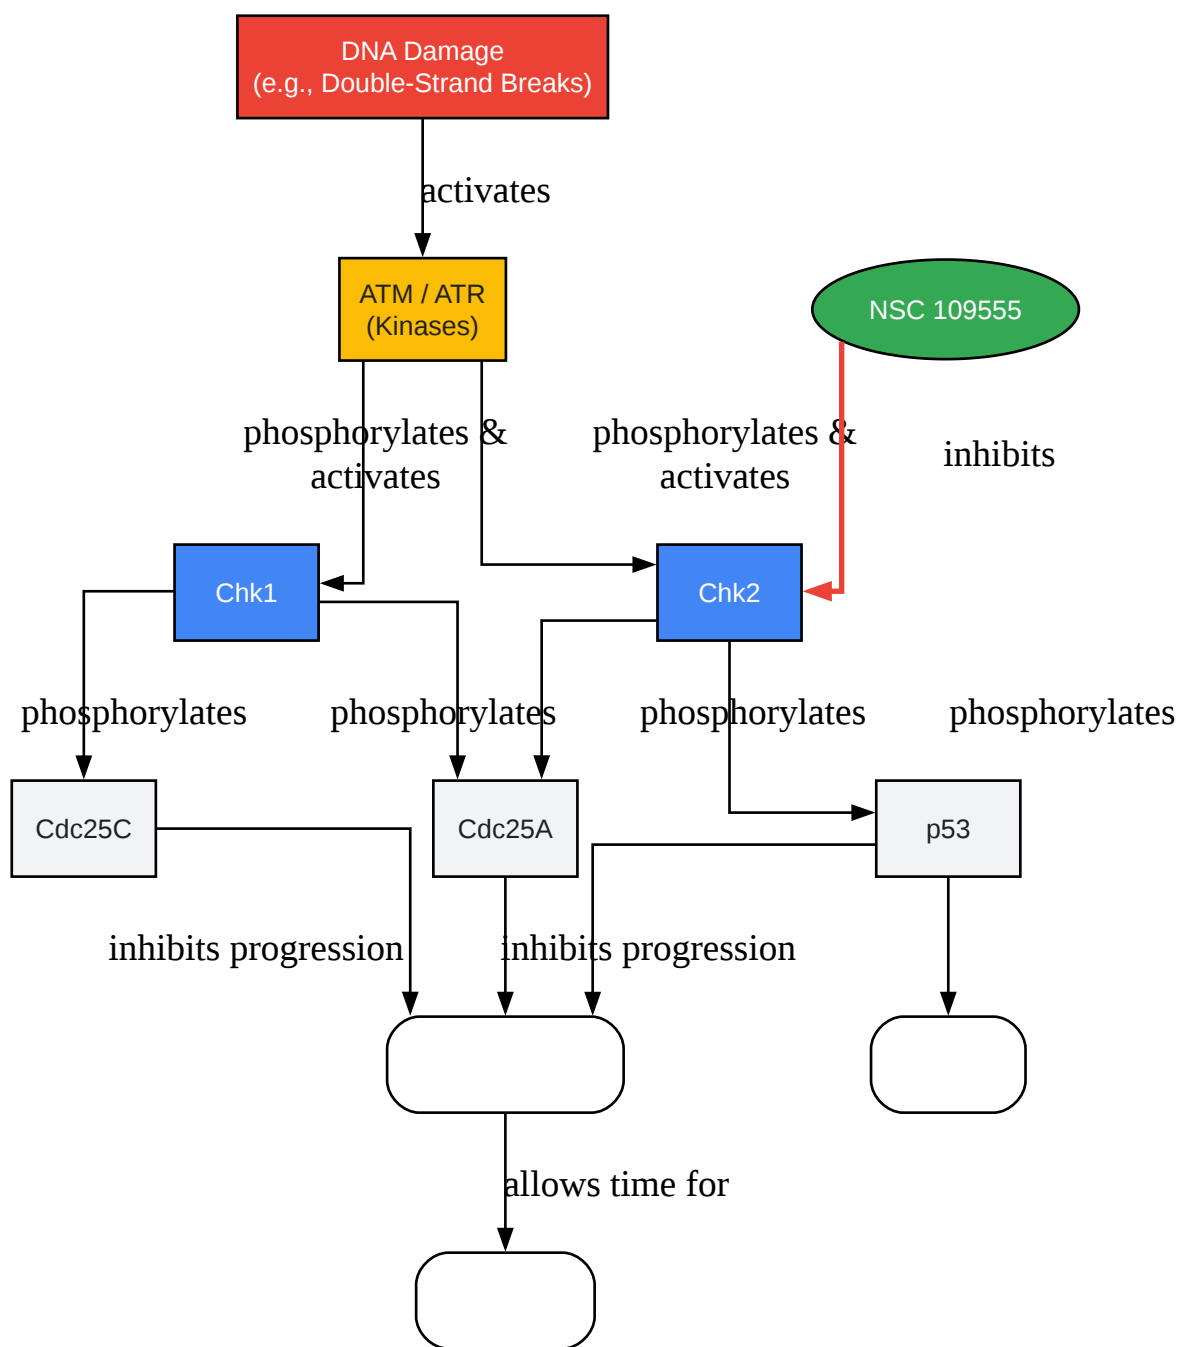 DNA Damage
(e.g., Double-Strand Breaks)
activates
ATM / ATR
(Kinases)
NSC 109555
phosphorylates &
activates
phosphorylates &
activates
inhibits
Chk1
Chk2
phosphorylates
phosphorylates
phosphorylates
phosphorylates
Cdc25C
Cdc25A
p53
inhibits progression
inhibits progression
allows time for